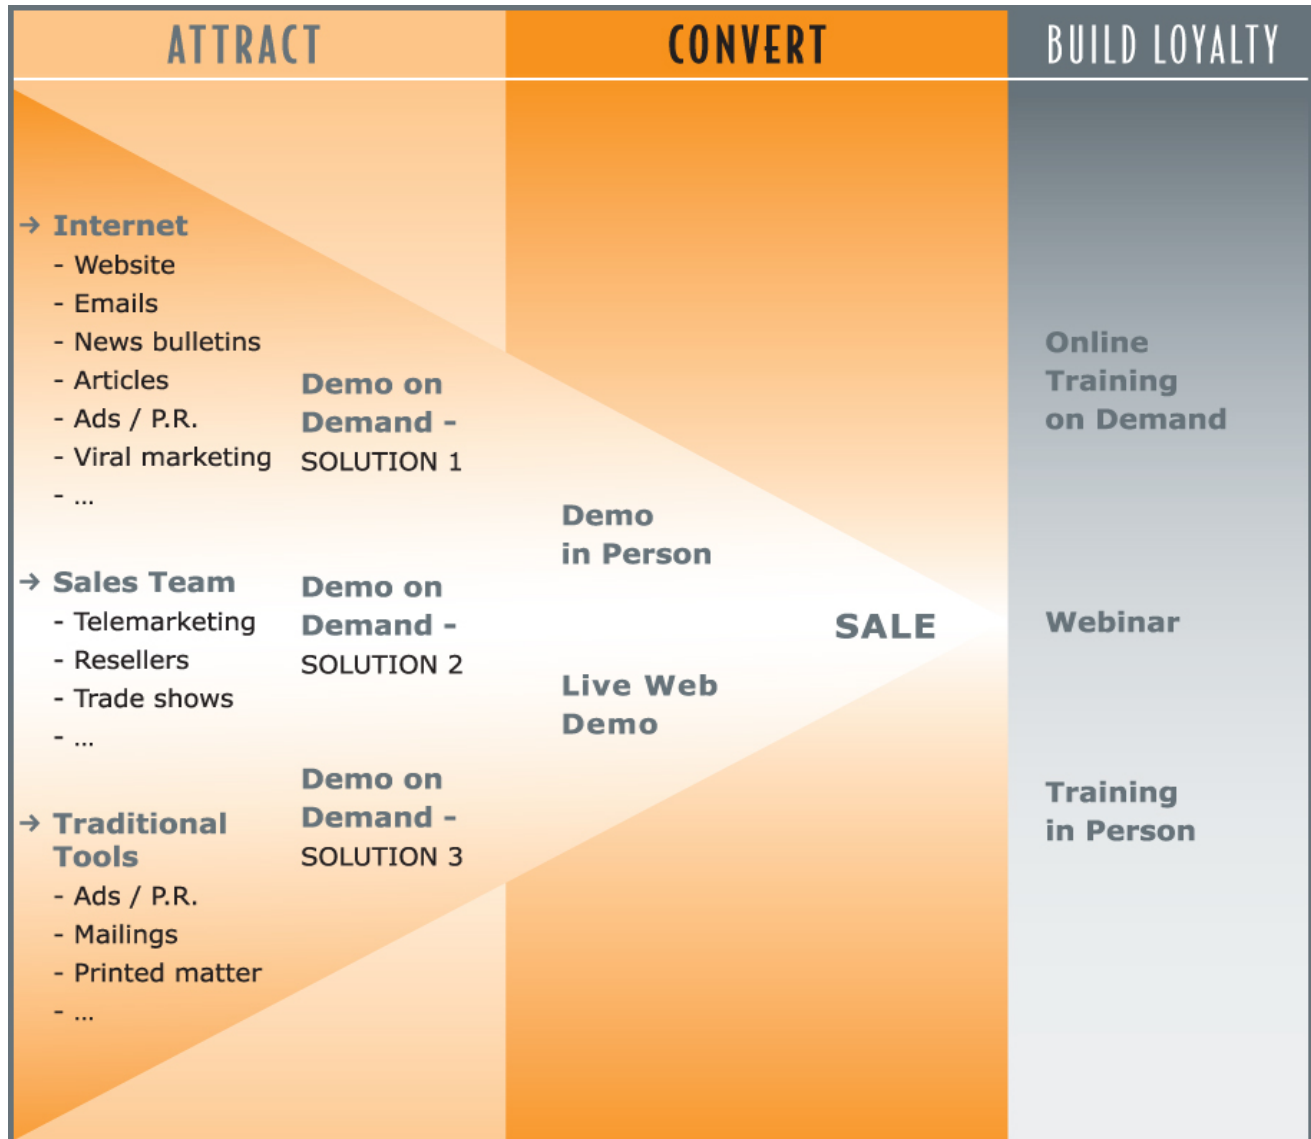 ATTRACT
CONVERT
BUILD LOYALTY
→ Internet
- Website
- Emails
- News bulletins
- Articles
- Ads / P.R.
- Viral marketing
- ...
→ Sales Team
- Telemarketing
- Resellers
- Trade shows
- ...
→ Traditional
Tools
- Ads / P.R.
- Mailings
- Printed matter
- ...
Demo on
Demand -
SOLUTION 1
Demo on
Demand -
SOLUTION 2
Demo on
Demand -
SOLUTION 3
Demo
in Person
Live Web
Demo
SALE
Online
Training
on Demand
Webinar
Training
in Person